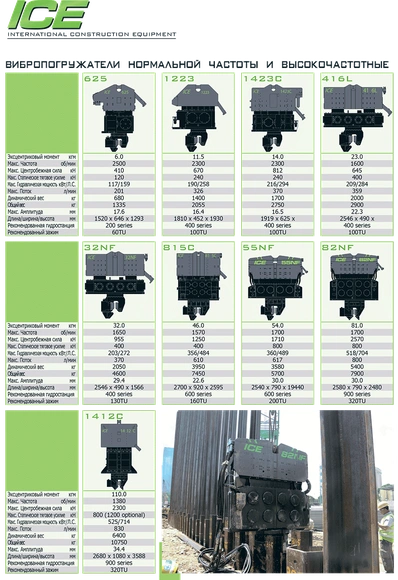 ICE
INTERNATIONAL CONSTRUCTION EQUIPMENT
ВИБРОПОГРУЖАТЕЛИ НОРМАЛЬНОЙ ЧАСТОТЫ И ВЫСОКОЧАСТОТНЫЕ
625 1223 1423C 416L
Эксцентриковый момент кгм 6.0 11.5 14.0 23.0
Макс. Частота об/мин 2500 2300 2300 1600
Макс. Центробежная сила кН 410 670 812 645
Макс. Статическое тяговое усилие кН 120 240 240 400
Макс. Гидравлическая мощность кВт/Л.С. 117/159 190/258 216/294 209/284
Макс. Поток л/мин 201 326 370 359
Динамический вес кг 680 1400 1700 2000
Общий вес кг 1335 2055 2750 2900
Макс. Амплитуда мм 17.6 16.4 16.5 22.3
Длина/ширина/высота мм 1520 x 646 x 1293 1810 x 452 x 1930 1919 x 625 x 2546 x 490 x
Рекомендованная гидростанция 200 series 400 series 400 series 400 series
Рекомендованный зажим 60TU 100TU 100TU 100TU
32NF 815C 55NF 82NF
Эксцентриковый момент кгм 32.0 46.0 54.0 81.0
Макс. Частота об/мин 1650 1570 1700 1700
Макс. Центробежная сила кН 955 1250 1710 2570
Макс. Статическое тяговое усилие кН 400 400 800 800
Макс. Гидравлическая мощность кВт/Л.С. 203/272 356/484 360/489 518/704
Макс. Поток л/мин 370 610 617 800
Динамический вес кг 2050 3950 3580 5400
Общий вес кг 4600 7450 5700 7900
Макс. Амплитуда мм 29.4 22.6 30.0 30.0
Длина/ширина/высота мм 2546 x 490 x 1566 2700 x 920 x 2595 2540 x 790 x 19440 2580 x 790 x 2480
Рекомендованная гидростанция 400 series 600 series 600 series 900 series
Рекомендованный зажим 130TU 160TU 200TU 320TU
1412C
Эксцентриковый момент кгм 110.0
Макс. Частота об/мин 1380
Макс. Центробежная сила кН 2300
Макс. Статическое тяговое усилие кН 800 (1200 optional)
Макс. Гидравлическая мощность кВт/Л.С. 525/714
Макс. Поток л/мин 830
Динамический вес кг 6400
Общий вес кг 10750
Макс. Амплитуда мм 34.4
Длина/ширина/высота мм 2680 x 1080 x 3588
Рекомендованная гидростанция 900 series
Рекомендованный зажим 320TU
ICE